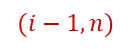 (i − 1, n)